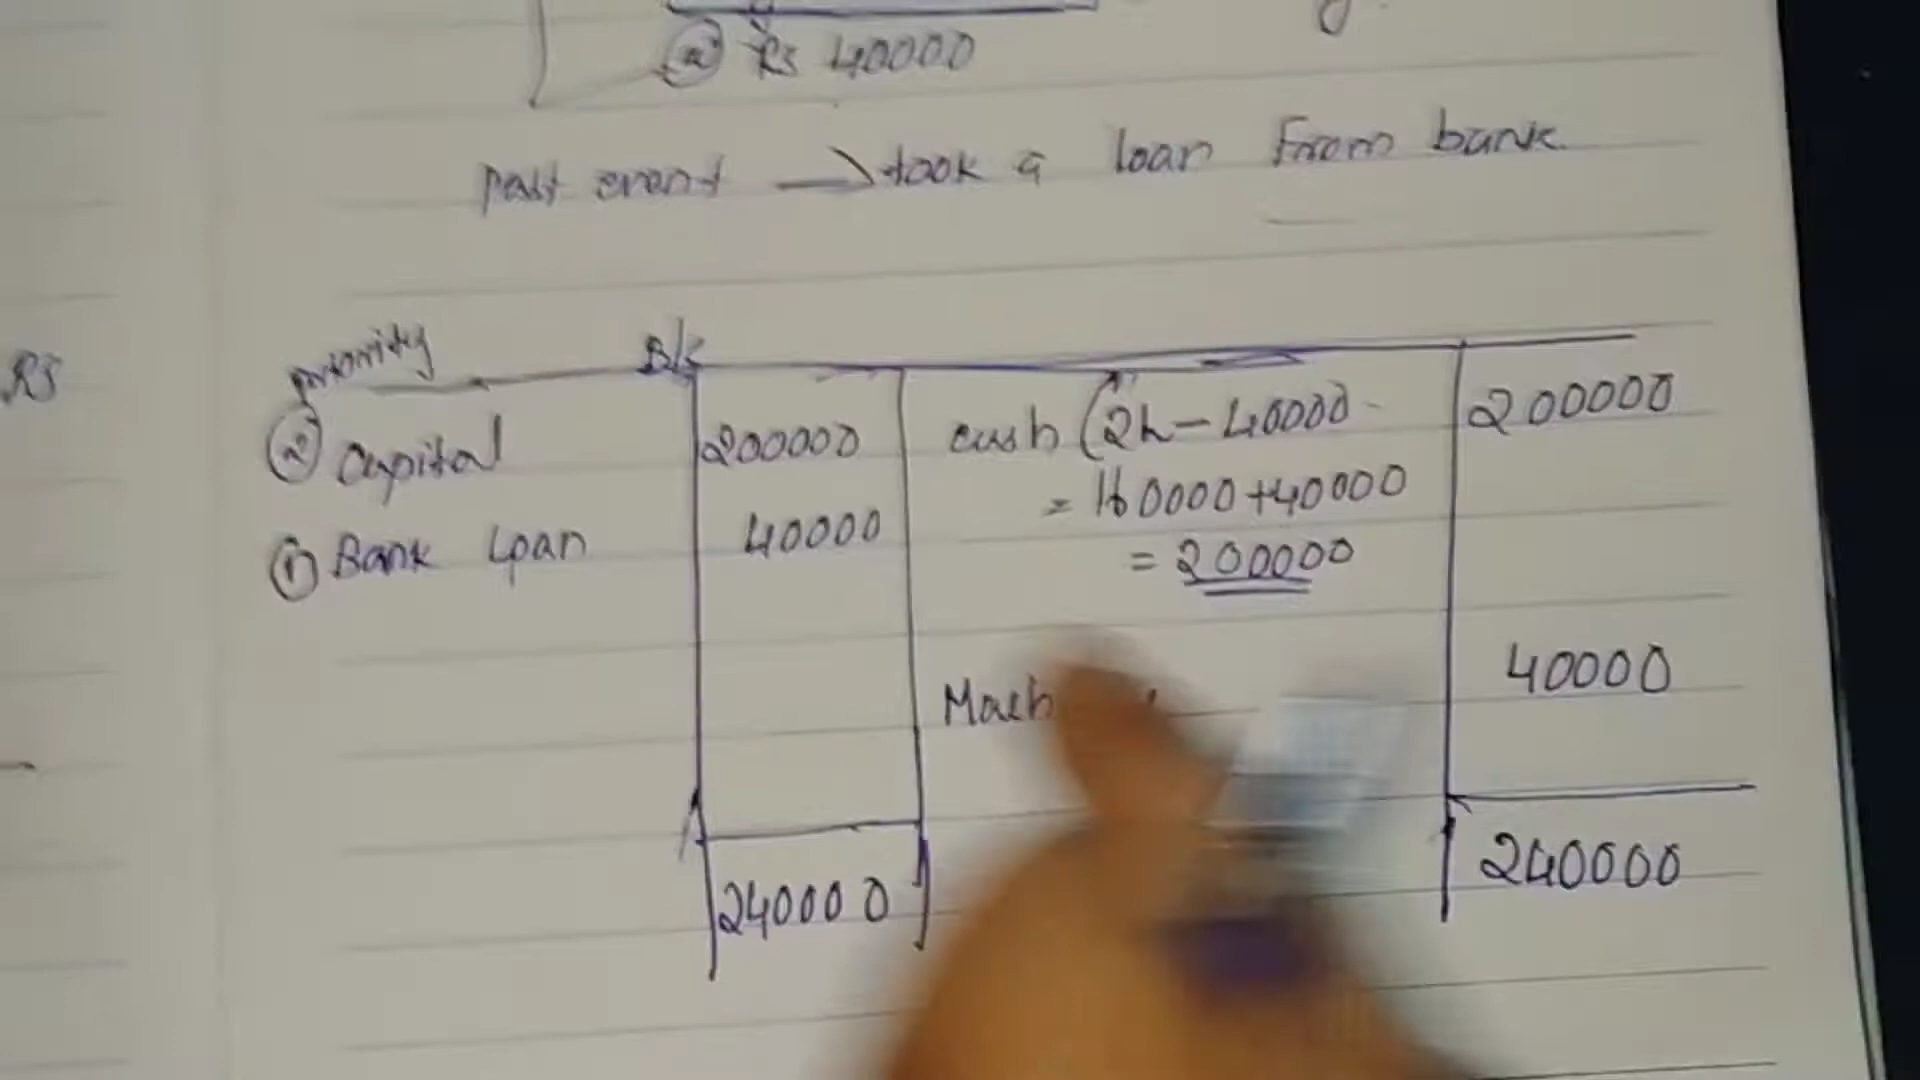 ② Rs 40000
past event → took a loan From bank.
Rs
priority B/S
② Capital 200000 cash (2L - 40000 200000
= 160000+40000
① Bank Loan 40000 = 200000
Mach 40000
240000 240000